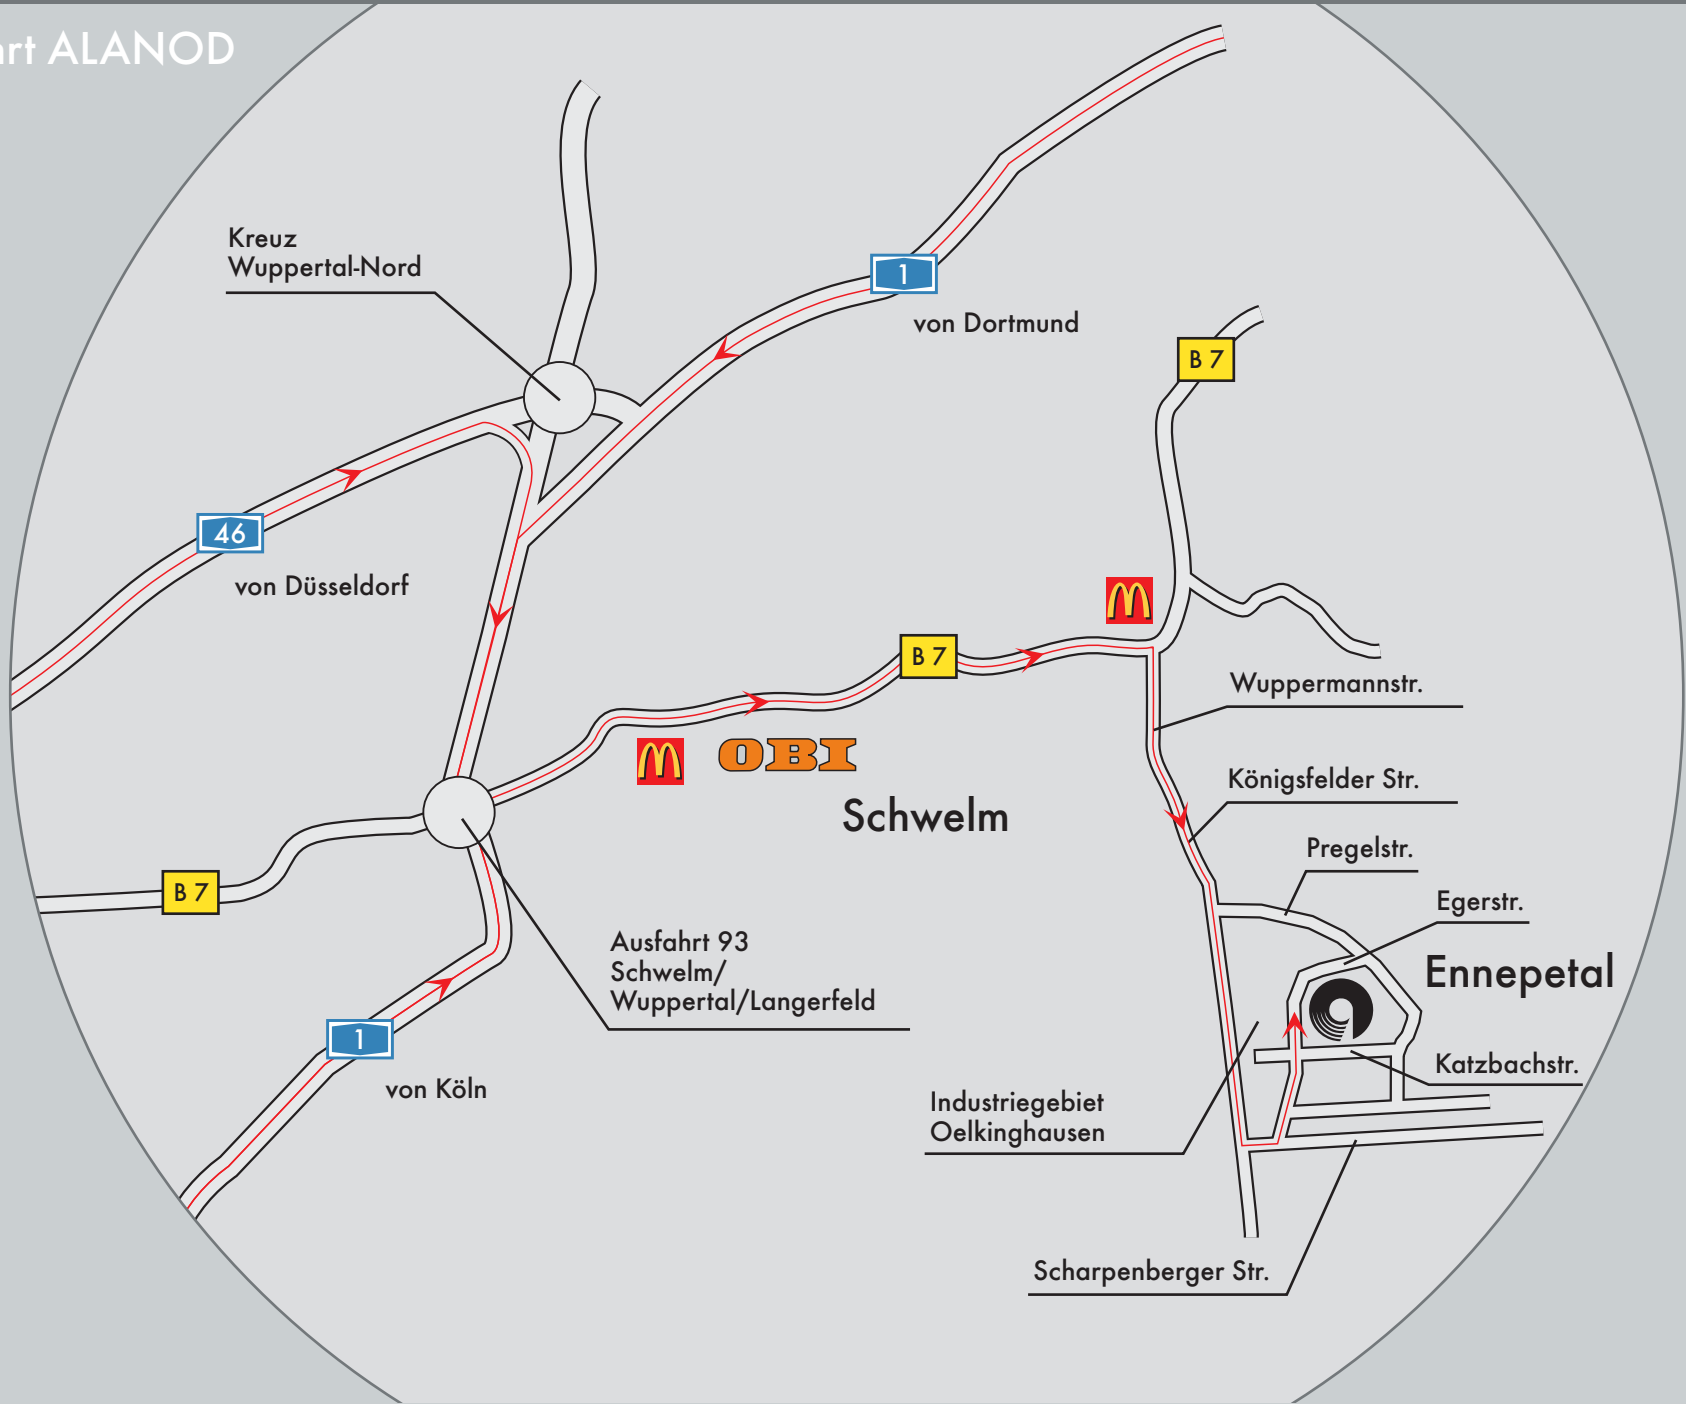 ALANOD
Kreuz
Wuppertal-Nord
1
von Dortmund
B 7
46
von Düsseldorf
B 7
Wuppermannstr.
OBI
Königsfelder Str.
Schwelm
Pregelstr.
B 7
Egerstr.
Ausfahrt 93
Schwelm/
Wuppertal/Langerfeld
Ennepetal
1
von Köln
Katzbachstr.
Industriegebiet
Oelkinghausen
Scharpenberger Str.